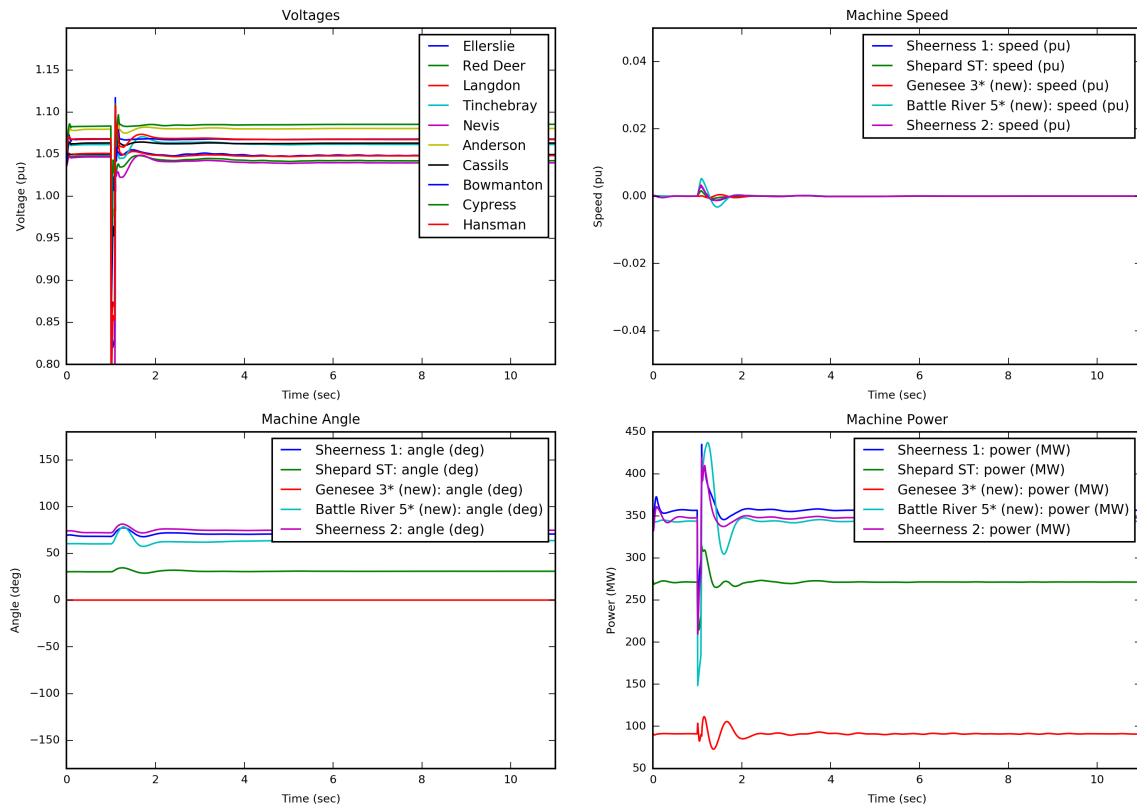 Voltages
1.15
1.10
1.05
1.00
0.95
0.90
0.85
0.80
Voltage (pu)
0 2 4 6 8 10
Time (sec)
Ellerslie
Red Deer
Langdon
Tinchebray
Nevis
Anderson
Cassils
Bowmanton
Cypress
Hansman
Machine Speed
0.04
0.02
0.00
−0.02
−0.04
Speed (pu)
0 2 4 6 8 10
Time (sec)
Sheerness 1: speed (pu)
Shepard ST: speed (pu)
Genesee 3* (new): speed (pu)
Battle River 5* (new): speed (pu)
Sheerness 2: speed (pu)
Machine Angle
150
100
50
0
−50
−100
−150
Angle (deg)
0 2 4 6 8 10
Time (sec)
Sheerness 1: angle (deg)
Shepard ST: angle (deg)
Genesee 3* (new): angle (deg)
Battle River 5* (new): angle (deg)
Sheerness 2: angle (deg)
Machine Power
450
400
350
300
250
200
150
100
50
Power (MW)
0 2 4 6 8 10
Time (sec)
Sheerness 1: power (MW)
Shepard ST: power (MW)
Genesee 3* (new): power (MW)
Battle River 5* (new): power (MW)
Sheerness 2: power (MW)